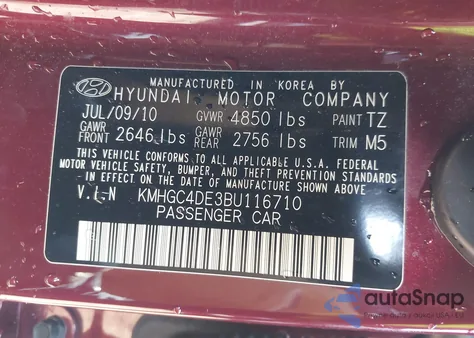 MANUFACTURED IN KOREA BY
HYUNDAI MOTOR COMPANY
JUL/09/10 GVWR 4850 lbs PAINT TZ
GAWR FRONT 2646 lbs GAWR REAR 2756 lbs TRIM M5
THIS VEHICLE CONFORMS TO ALL APPLICABLE U.S.A. FEDERAL
MOTOR VEHICLE SAFETY, BUMPER, AND THEFT PREVENTION STANDARDS
IN EFFECT ON THE DATE OF MANUFACTURE SHOWN ABOVE.
V.I.N KMHGC4DE3BU116710
PASSENGER CAR
autoSnap